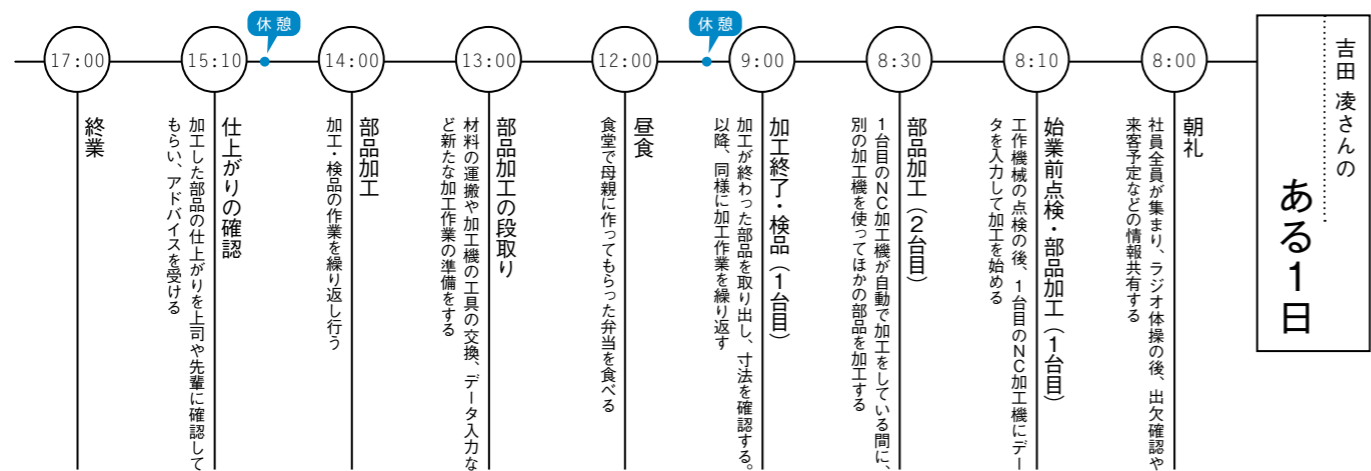 吉田 凌さんの
ある1日
8:00
朝礼
社員全員が集まり、ラジオ体操の後、出欠確認や
来客予定などの情報共有する
8:10
始業前点検・部品加工（1台目）
工作機械の点検の後、1台目のNC加工機にデー
タを入力して加工を始める
8:30
部品加工（2台目）
1台目のNC加工機が自動で加工をしている間に、
別の加工機を使ってほかの部品を加工する
9:00
加工終了・検品（1台目）
加工が終わった部品を取り出し、寸法を確認する。
以降、同様に加工作業を繰り返す
休憩
12:00
昼食
食堂で母親に作ってもらった弁当を食べる
13:00
部品加工の段取り
材料の運搬や加工機の工具の交換、データ入力な
ど新たな加工作業の準備をする
14:00
部品加工
加工・検品の作業を繰り返し行う
休憩
15:10
仕上がりの確認
加工した部品の仕上がりを上司や先輩に確認して
もらい、アドバイスを受ける
17:00
終業